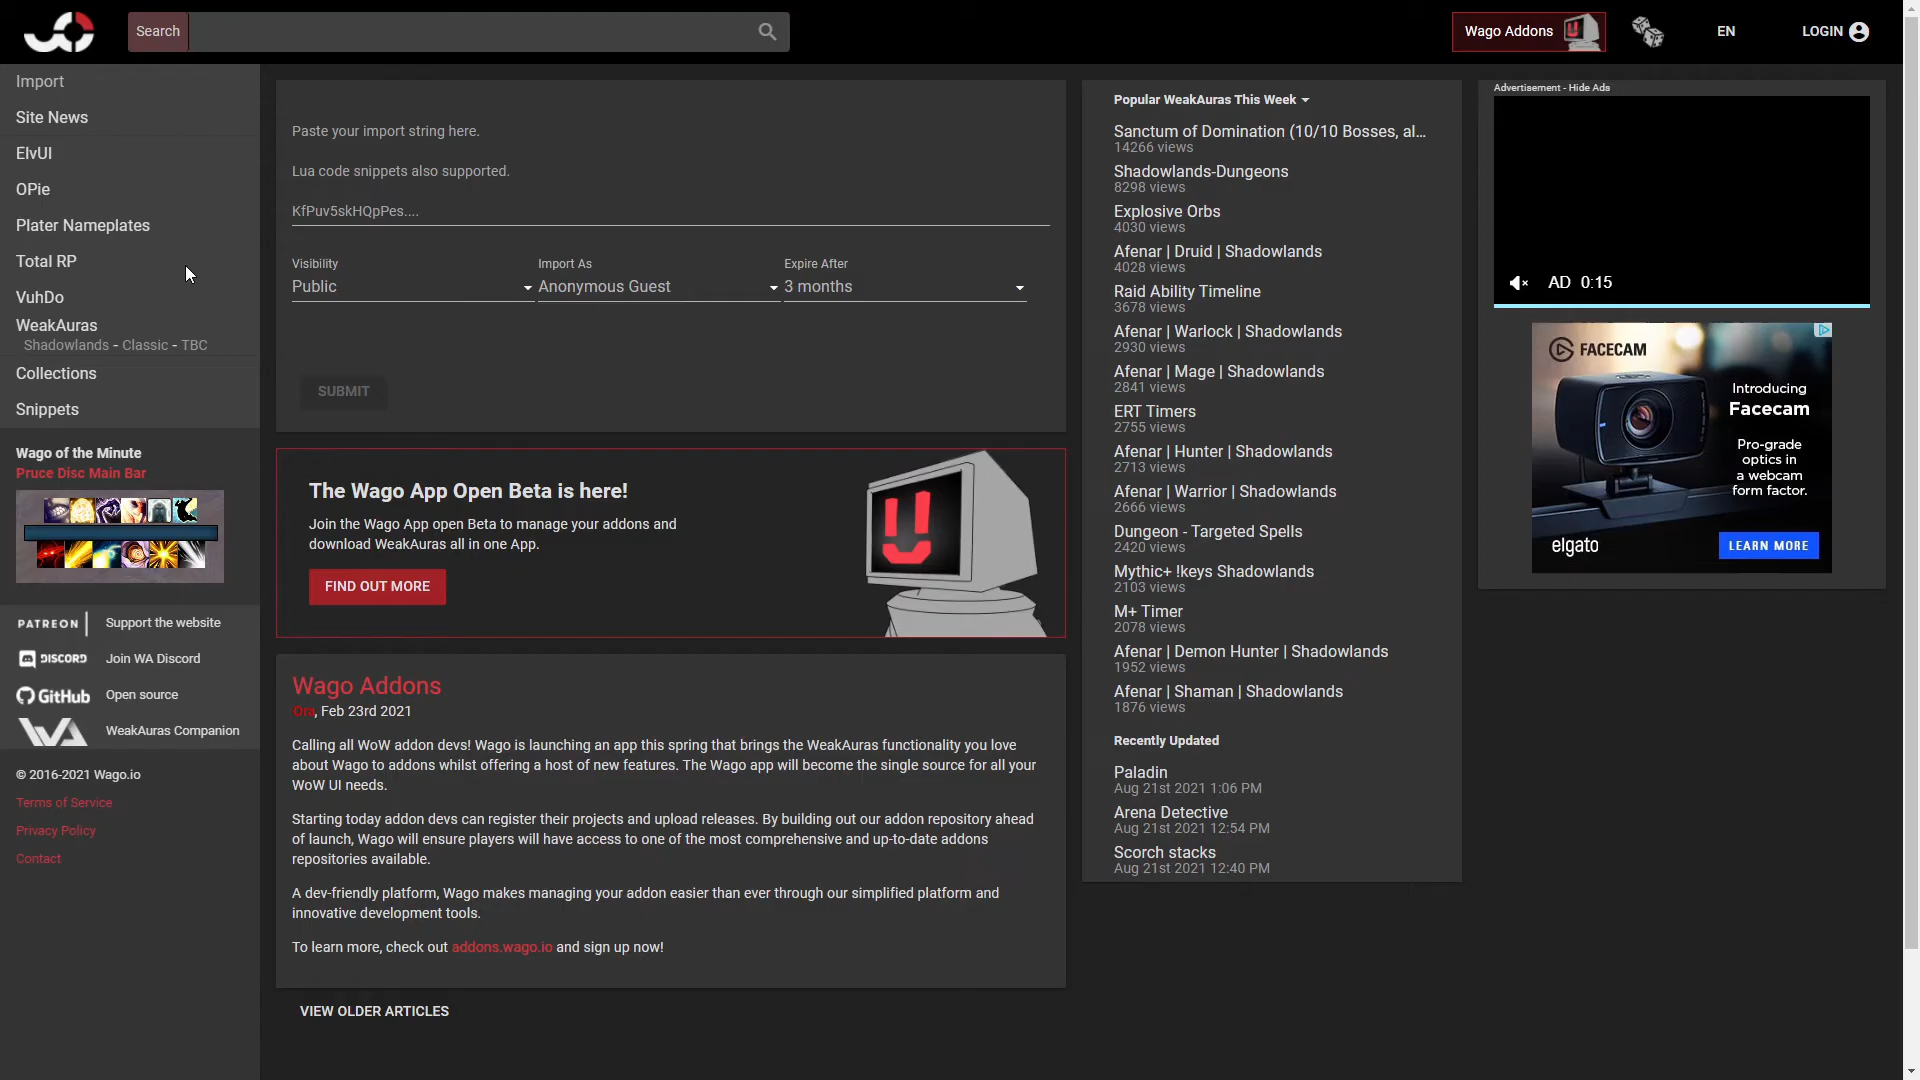 Search
Wago Addons
EN
LOGIN
Import
Site News
ElvUI
OPie
Plater Nameplates
Total RP
VuhDo
WeakAuras
Shadowlands - Classic - TBC
Collections
Snippets
Wago of the Minute
Pruce Disc Main Bar
PATREON Support the website
DISCORD Join WA Discord
GitHub Open source
WA WeakAuras Companion
© 2016-2021 Wago.io
Terms of Service
Privacy Policy
Contact
Paste your import string here.
Lua code snippets also supported.
KfPuv5skHQpPes....
Visibility
Public
Import As
Anonymous Guest
Expire After
3 months
SUBMIT
The Wago App Open Beta is here!
Join the Wago App open Beta to manage your addons and
download WeakAuras all in one App.
FIND OUT MORE
Wago Addons
Ora, Feb 23rd 2021
Calling all WoW addon devs! Wago is launching an app this spring that brings the WeakAuras functionality you love
about Wago to addons whilst offering a host of new features. The Wago app will become the single source for all your
WoW UI needs.
Starting today addon devs can register their projects and upload releases. By building out our addon repository ahead
of launch, Wago will ensure players will have access to one of the most comprehensive and up-to-date addons
repositories available.
A dev-friendly platform, Wago makes managing your addon easier than ever through our simplified platform and
innovative development tools.
To learn more, check out addons.wago.io and sign up now!
VIEW OLDER ARTICLES
Popular WeakAuras This Week
Sanctum of Domination (10/10 Bosses, al...
14266 views
Shadowlands-Dungeons
8298 views
Explosive Orbs
4030 views
Afenar | Druid | Shadowlands
4028 views
Raid Ability Timeline
3678 views
Afenar | Warlock | Shadowlands
2930 views
Afenar | Mage | Shadowlands
2841 views
ERT Timers
2755 views
Afenar | Hunter | Shadowlands
2713 views
Afenar | Warrior | Shadowlands
2666 views
Dungeon - Targeted Spells
2420 views
Mythic+ !keys Shadowlands
2103 views
M+ Timer
2078 views
Afenar | Demon Hunter | Shadowlands
1952 views
Afenar | Shaman | Shadowlands
1876 views
Recently Updated
Paladin
Aug 21st 2021 1:06 PM
Arena Detective
Aug 21st 2021 12:54 PM
Scorch stacks
Aug 21st 2021 12:40 PM
Advertisement - Hide Ads
AD 0:15
FACECAM
Introducing
Facecam
Pro-grade
optics in
a webcam
form factor.
elgato
LEARN MORE